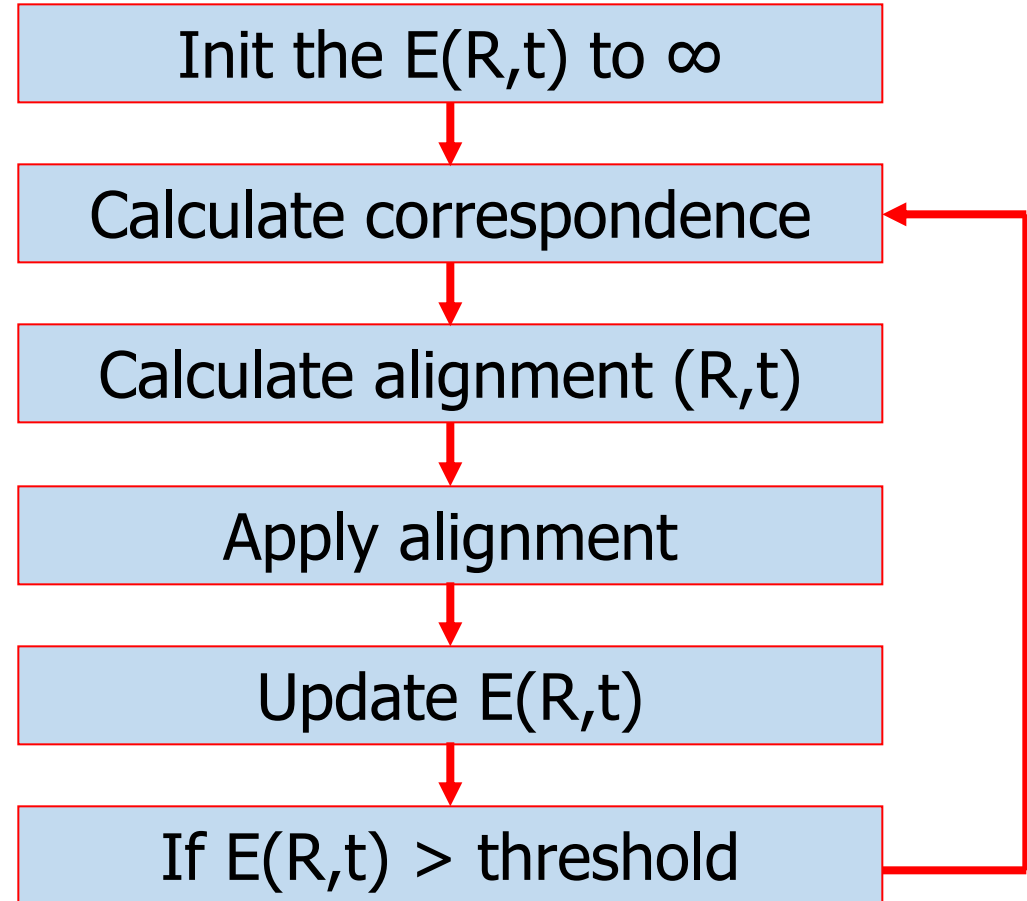 Init the E(R,t) to ∞
Calculate correspondence
Calculate alignment (R,t)
Apply alignment
Update E(R,t)
If E(R,t) > threshold